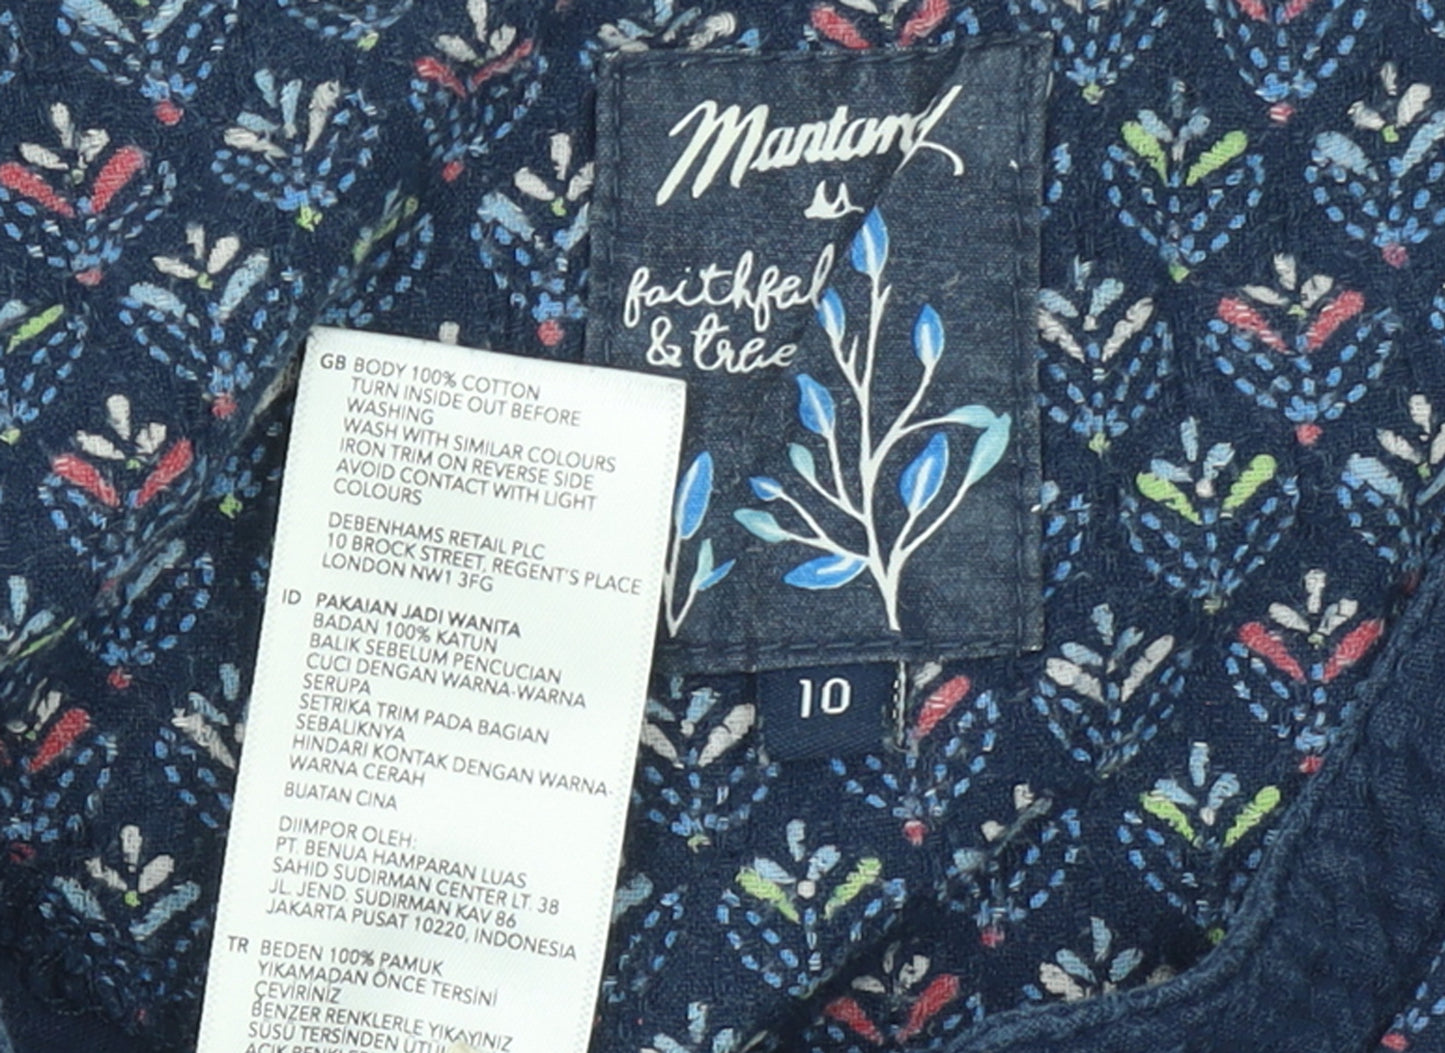 Mantaray
faithful
& true
10
GB BODY 100% COTTON
TURN INSIDE OUT BEFORE
WASHING
WASH WITH SIMILAR COLOURS
IRON TRIM ON REVERSE SIDE
AVOID CONTACT WITH LIGHT
COLOURS
DEBENHAMS RETAIL PLC
10 BROCK STREET, REGENT'S PLACE
LONDON NW1 3FG
ID PAKAIAN JADI WANITA
BADAN 100% KATUN
BALIK SEBELUM PENCUCIAN
CUCI DENGAN WARNA-WARNA
SERUPA
SETRIKA TRIM PADA BAGIAN
SEBALIKNYA
HINDARI KONTAK DENGAN WARNA-
WARNA CERAH
BUATAN CINA
DIIMPOR OLEH:
PT. BENUA HAMPARAN LUAS
SAHID SUDIRMAN CENTER LT. 38
JL. JEND. SUDIRMAN KAV 86
JAKARTA PUSAT 10220, INDONESIA
TR BEDEN 100% PAMUK
YIKAMADAN ÖNCE TERSİNİ
ÇEVİRİNİZ
BENZER RENKLERLE YIKAYINIZ
SÜSÜ TERSİNDEN
AÇIK